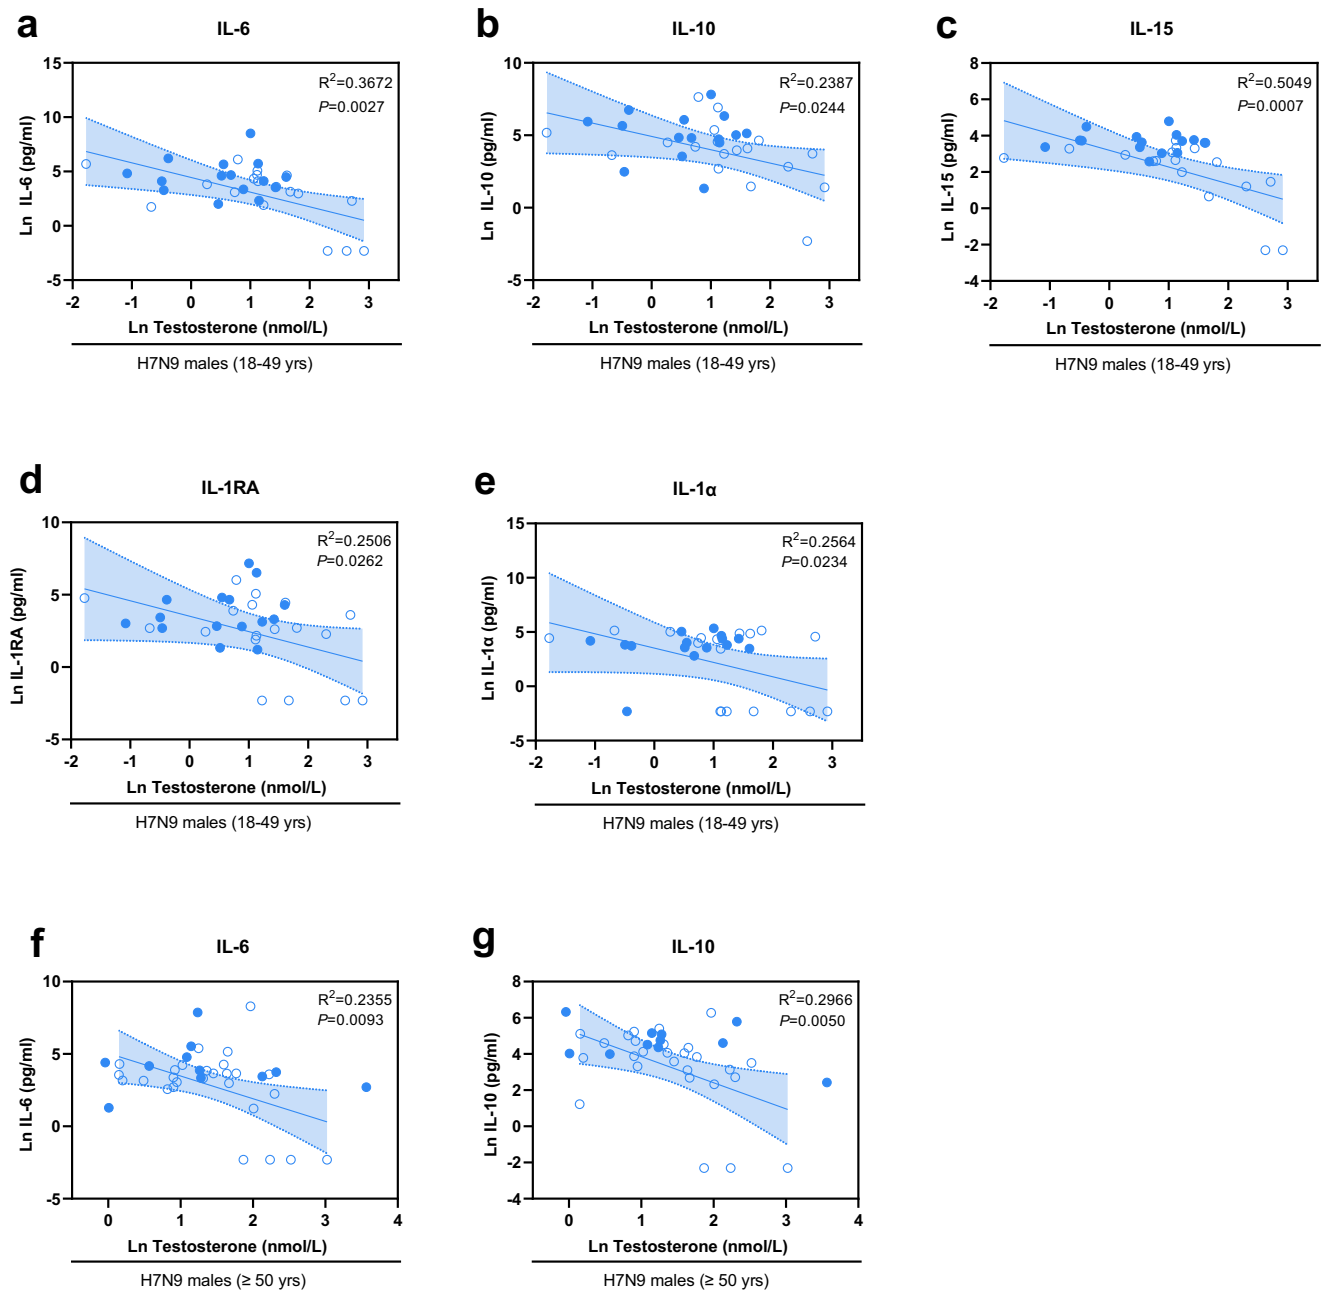 a
IL-6
R²=0.3672
P=0.0027
15
10
5
0
-5
Ln IL-6 (pg/ml)
-2 -1 0 1 2 3
Ln Testosterone (nmol/L)
H7N9 males (18-49 yrs)
b
IL-10
R²=0.2387
P=0.0244
10
5
0
-5
Ln IL-10 (pg/ml)
-2 -1 0 1 2 3
Ln Testosterone (nmol/L)
H7N9 males (18-49 yrs)
c
IL-15
R²=0.5049
P=0.0007
8
6
4
2
0
-2
-4
Ln IL-15 (pg/ml)
-2 -1 0 1 2 3
Ln Testosterone (nmol/L)
H7N9 males (18-49 yrs)
d
IL-1RA
R²=0.2506
P=0.0262
10
5
0
-5
Ln IL-1RA (pg/ml)
-2 -1 0 1 2 3
Ln Testosterone (nmol/L)
H7N9 males (18-49 yrs)
e
IL-1α
R²=0.2564
P=0.0234
15
10
5
0
-5
Ln IL-1α (pg/ml)
-2 -1 0 1 2 3
Ln Testosterone (nmol/L)
H7N9 males (18-49 yrs)
f
IL-6
R²=0.2355
P=0.0093
10
5
0
-5
Ln IL-6 (pg/ml)
0 1 2 3 4
Ln Testosterone (nmol/L)
H7N9 males (≥ 50 yrs)
g
IL-10
R²=0.2966
P=0.0050
8
6
4
2
0
-2
-4
Ln IL-10 (pg/ml)
0 1 2 3 4
Ln Testosterone (nmol/L)
H7N9 males (≥ 50 yrs)